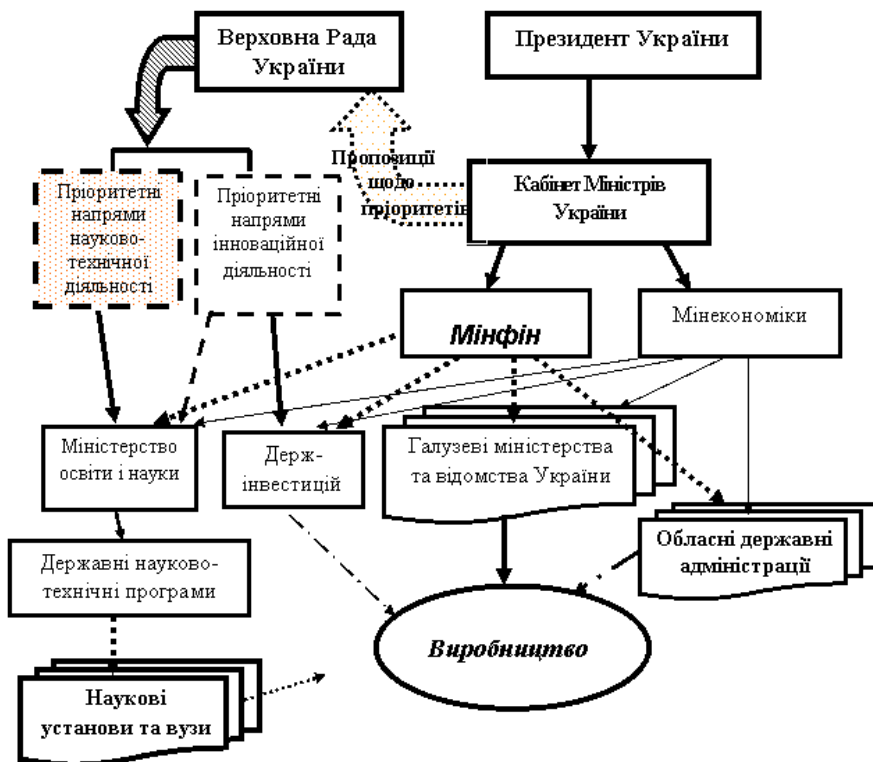 Верховна Рада
України
Президент України
Пропозиції
щодо
пріоритетів
Кабінет Міністрів
України
Пріоритетні
напрями
науково-
технічної
діяльності
Пріоритетні
напрями
інноваційної
діяльності
Мінфін
Мінекономіки
Міністерство
освіти і науки
Держ-
інвестицій
Галузеві міністерства
та відомства України
Обласні державні
адміністрації
Державні науково-
технічні програми
Виробництво
Наукові
установи та вузи